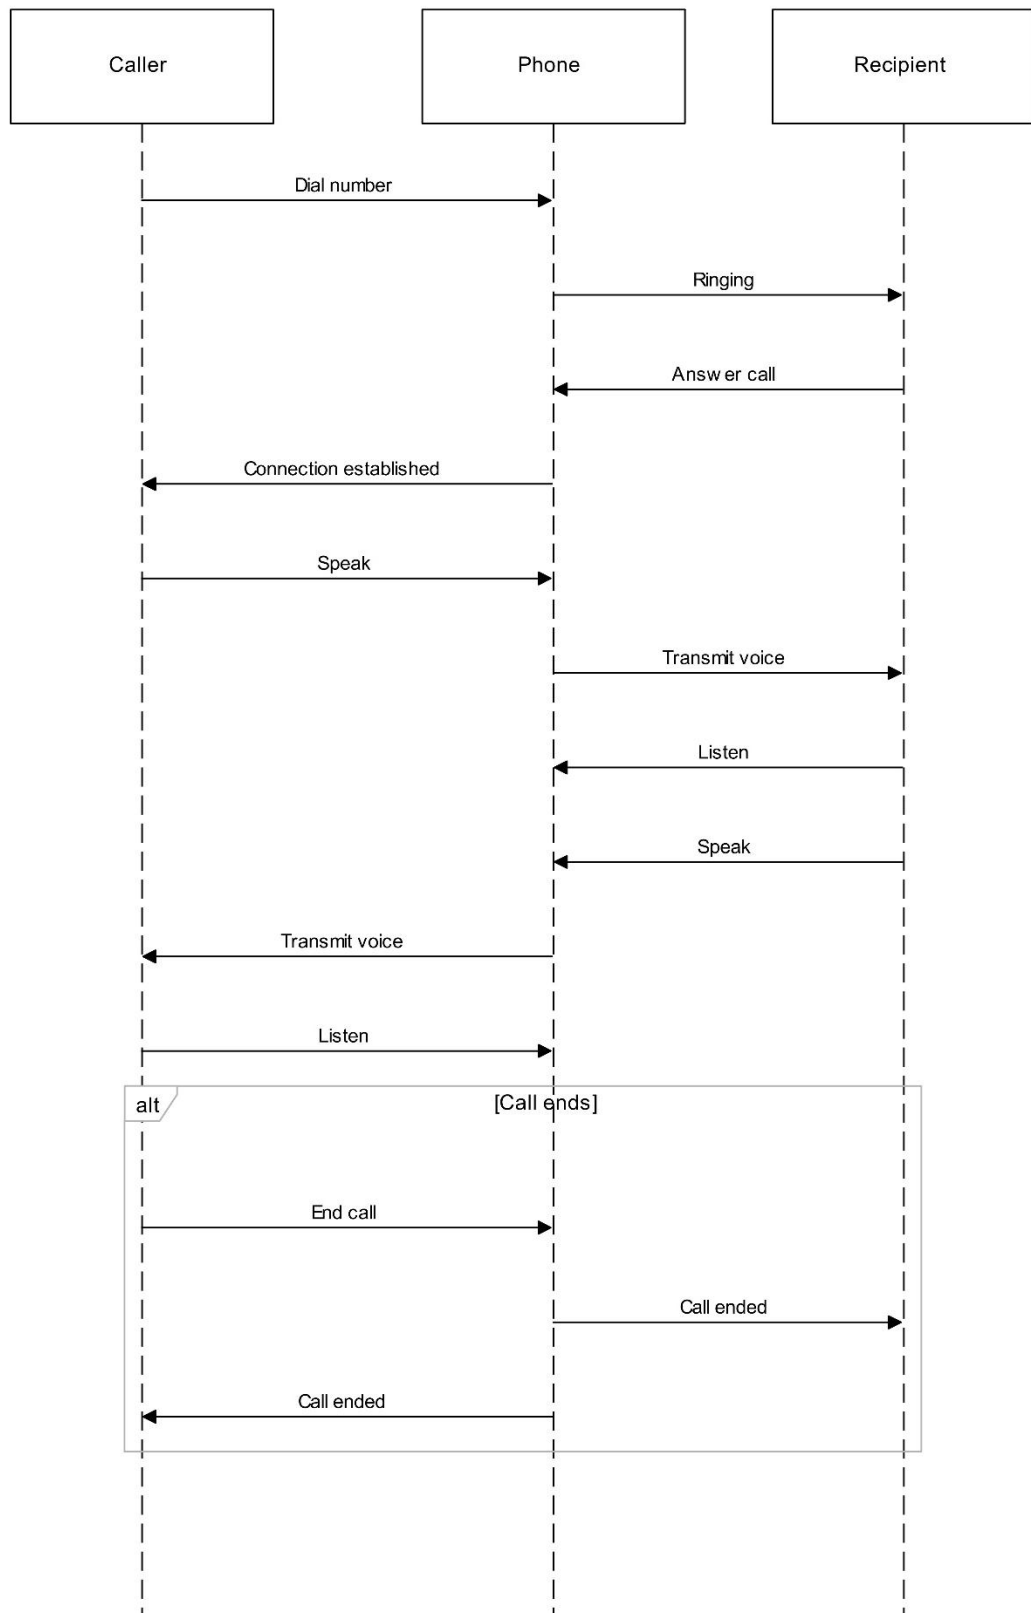 Caller
Phone
Recipient
Dial number
Ringing
Answer call
Connection established
Speak
Transmit voice
Listen
Speak
Transmit voice
Listen
alt
[Call ends]
End call
Call ended
Call ended